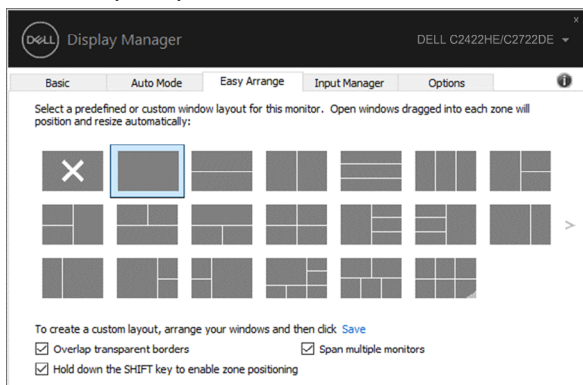 x
DELL Display Manager DELL C2422HE/C2722DE
Basic Auto Mode Easy Arrange Input Manager Options i
Select a predefined or custom window layout for this monitor. Open windows dragged into each zone will
position and resize automatically:
>
To create a custom layout, arrange your windows and then click Save
Overlap transparent borders Span multiple monitors
Hold down the SHIFT key to enable zone positioning